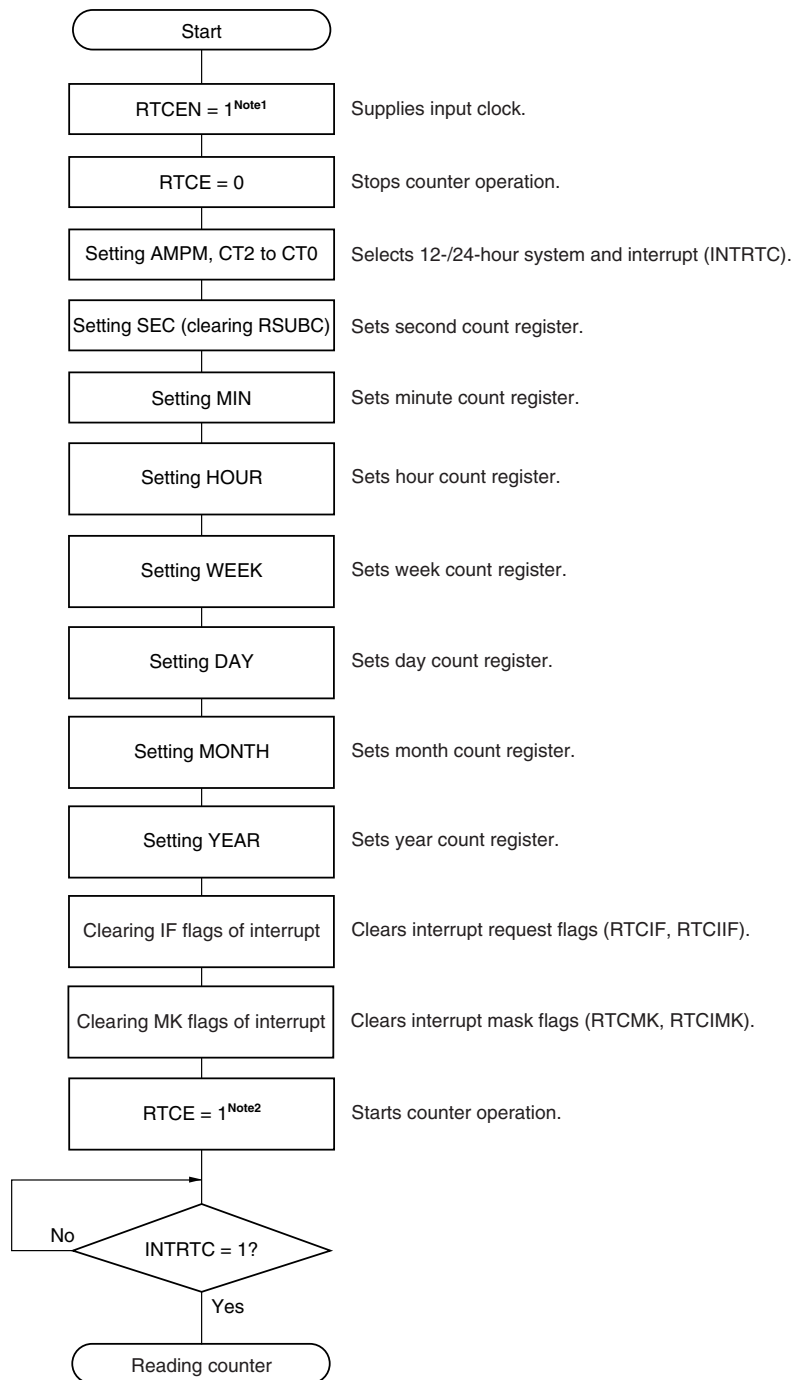 Start
RTCEN = 1Note1 Supplies input clock.
RTCE = 0 Stops counter operation.
Setting AMPM, CT2 to CT0 Selects 12-/24-hour system and interrupt (INTRTC).
Setting SEC (clearing RSUBC) Sets second count register.
Setting MIN Sets minute count register.
Setting HOUR Sets hour count register.
Setting WEEK Sets week count register.
Setting DAY Sets day count register.
Setting MONTH Sets month count register.
Setting YEAR Sets year count register.
Clearing IF flags of interrupt Clears interrupt request flags (RTCIF, RTCIIF).
Clearing MK flags of interrupt Clears interrupt mask flags (RTCMK, RTCIMK).
RTCE = 1Note2 Starts counter operation.
No
INTRTC = 1?
Yes
Reading counter